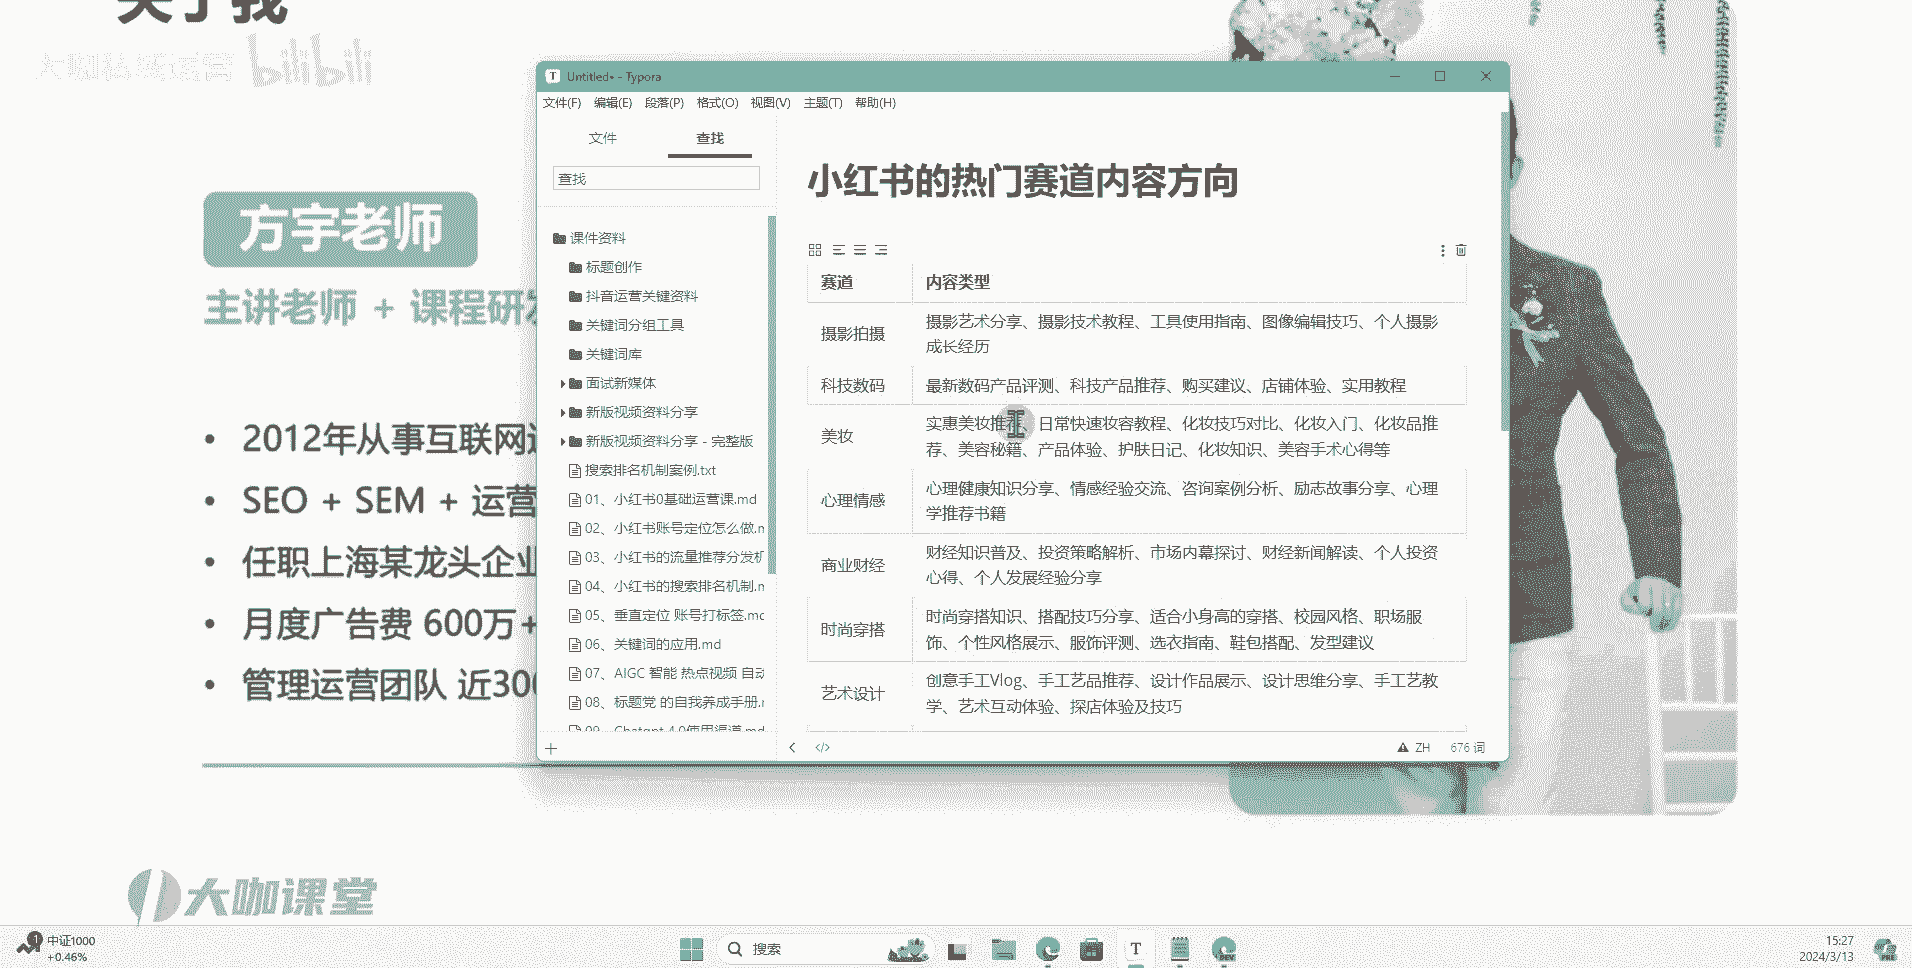 关于我
大咖私域运营 bilibili
方宇老师
主讲老师 + 课程研
2012年从事互联网
SEO + SEM + 运营
任职上海某龙头企业
月度广告费 600万+
管理运营团队 近300
大咖课堂
Untitled• - Typora
文件(F) 编辑(E) 段落(P) 格式(O) 视图(V) 主题(T) 帮助(H)
文件 查找
查找
课件资料
标题创作
抖音运营关键资料
关键词分组工具
关键词库
面试新媒体
新版视频资料分享
新版视频资料分享 - 完整版
搜索排名机制案例.txt
01、小红书0基础运营课.md
02、小红书账号定位怎么做.m
03、小红书的流量推荐分发机
04、小红书的搜索排名机制.m
05、垂直定位 账号打标签.md
06、关键词的应用.md
07、AIGC 智能 热点视频 自动
08、标题党 的自我养成手册.m
09、Chatgpt 4.0使用渠道.md
小红书的热门赛道内容方向
赛道 内容类型
摄影拍摄 摄影艺术分享、摄影技术教程、工具使用指南、图像编辑技巧、个人摄影
成长经历
科技数码 最新数码产品评测、科技产品推荐、购买建议、店铺体验、实用教程
美妆 实惠美妆推荐、日常快速妆容教程、化妆技巧对比、化妆入门、化妆品推
荐、美容秘籍、产品体验、护肤日记、化妆知识、美容手术心得等
心理情感 心理健康知识分享、情感经验交流、咨询案例分析、励志故事分享、心理
学推荐书籍
商业财经 财经知识普及、投资策略解析、市场内幕探讨、财经新闻解读、个人投资
心得、个人发展经验分享
时尚穿搭 时尚穿搭知识、搭配技巧分享、适合小身高的穿搭、校园风格、职场服
饰、个性风格展示、服饰评测、选衣指南、鞋包搭配、发型建议
艺术设计 创意手工Vlog、手工艺品推荐、设计作品展示、设计思维分享、手工艺教
学、艺术互动体验、探店体验及技巧
ZH 676 词
1 中证1000
+0.46%
搜索
T
DEV
15:27
2024/3/13
PRE